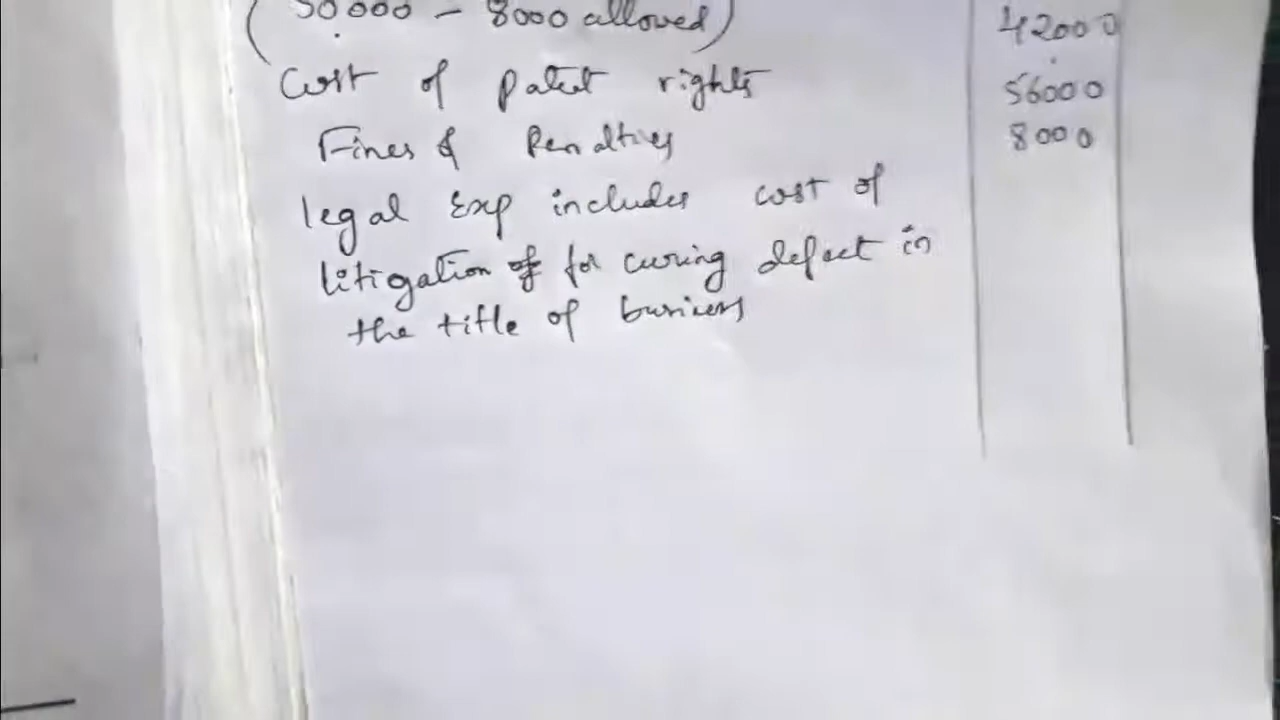 (50000 - 8000 allowed) 42000
Cost of Patet rights 56000
Fines & Penalties 8000
legal Exp includes cost of
litigation of for curing defect in
the title of business